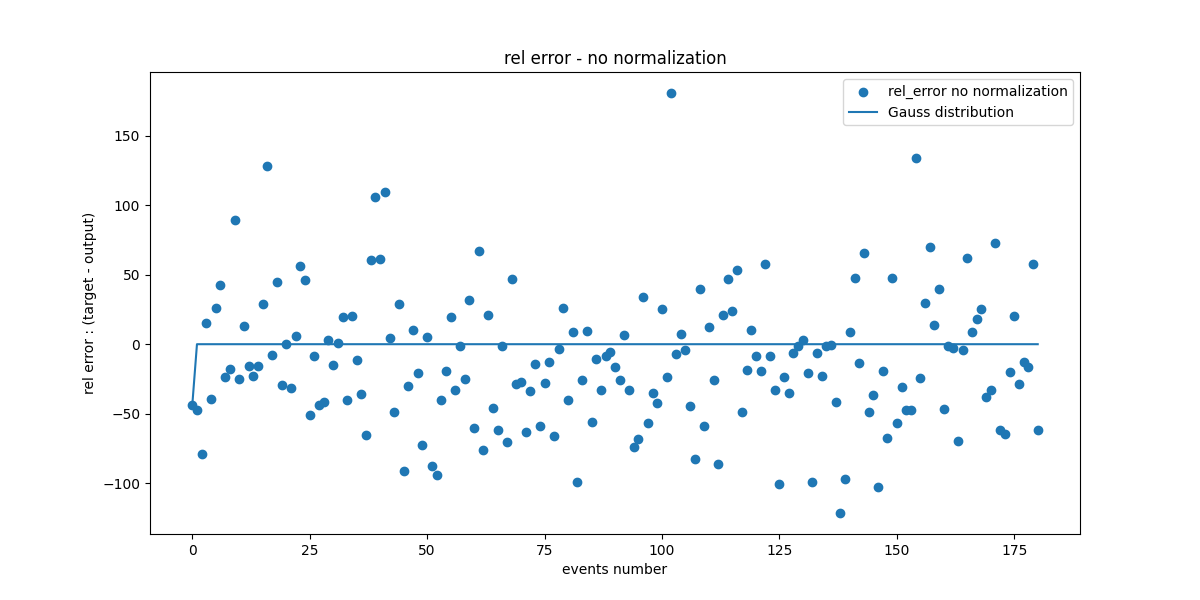 rel error - no normalization
rel_error no normalization
Gauss distribution
rel error : (target - output)
150
100
50
0
−50
−100
0 25 50 75 100 125 150 175
events number